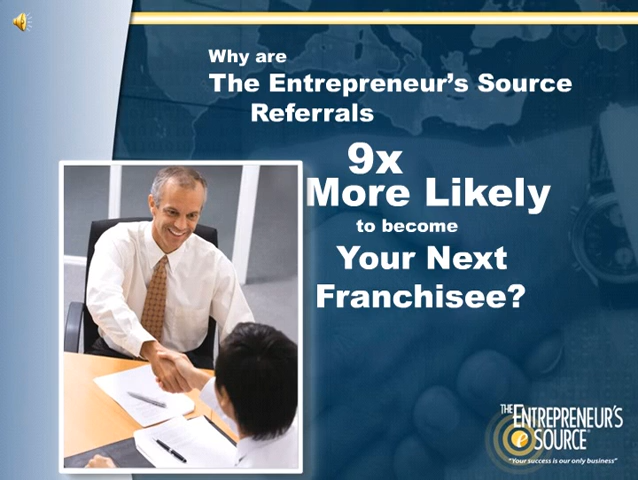 Why are
The Entrepreneur's Source
Referrals
9x
More Likely
to become
Your Next
Franchisee?
THE ENTREPRENEUR'S
e SOURCE®
"Your success is our only business"